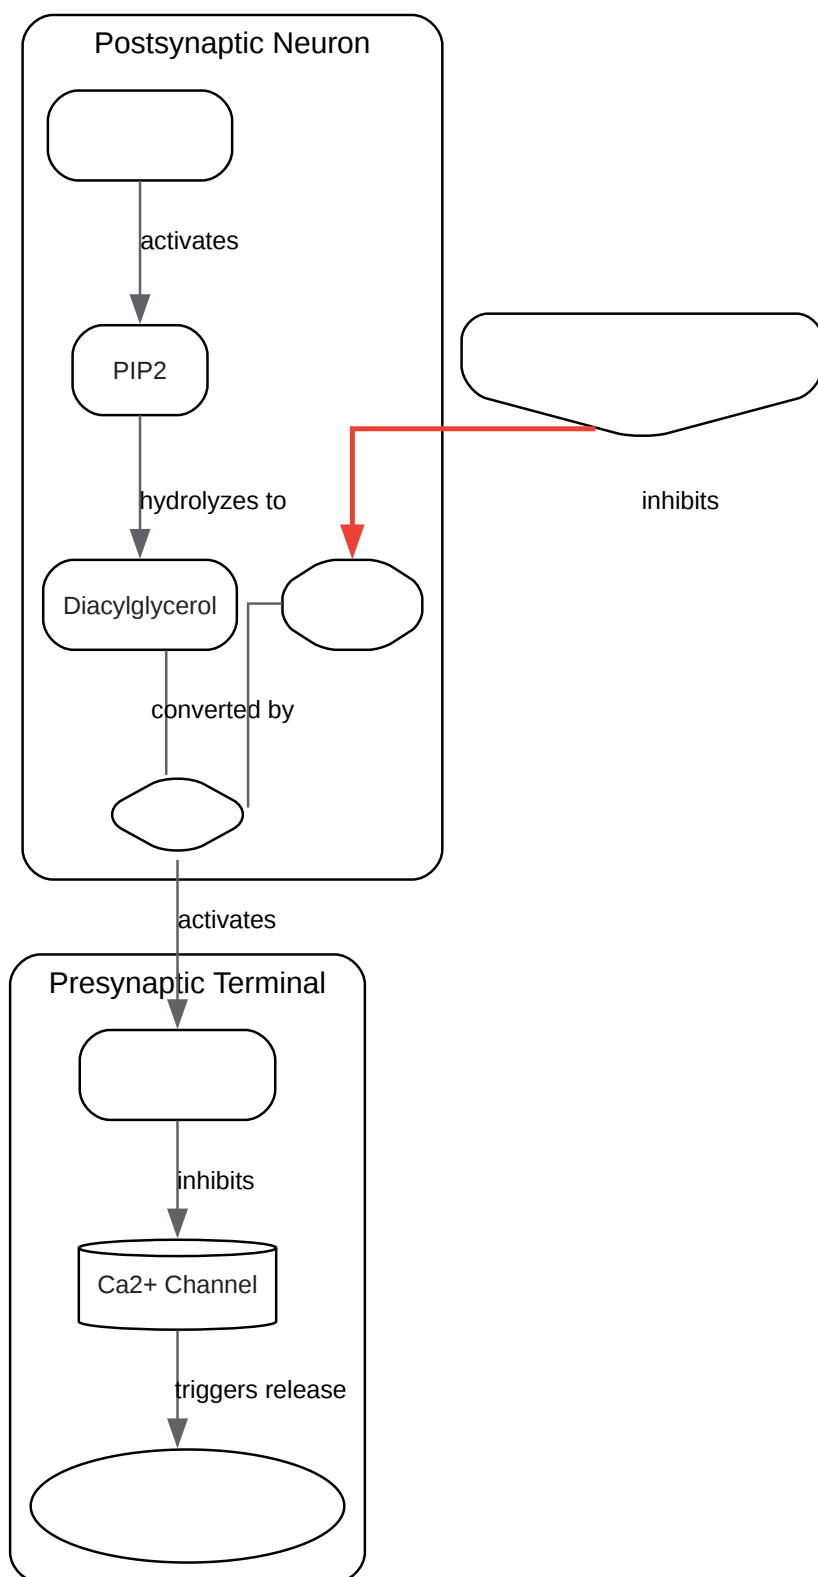 Postsynaptic Neuron
activates
PIP2
hydrolyzes to
inhibits
Diacylglycerol
converted by
activates
Presynaptic Terminal
inhibits
Ca2+ Channel
triggers release